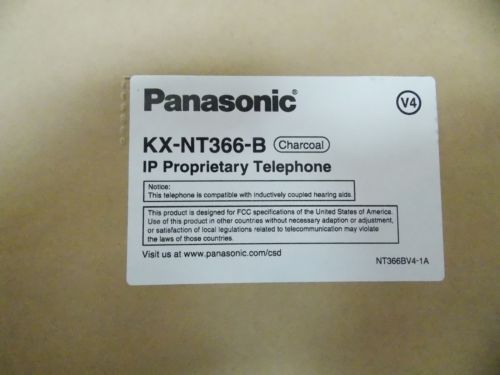 Panasonic® V4
KX-NT366-B Charcoal
IP Proprietary Telephone
Notice:
This telephone is compatible with inductively coupled hearing aids.
This product is designed for FCC specifications of the United States of America.
Use of this product in other countries without necessary adaption or adjustment,
or satisfaction of local legulations related to telecommunication may violate
the laws of those countries.
Visit us at www.panasonic.com/csd
NT366BV4-1A